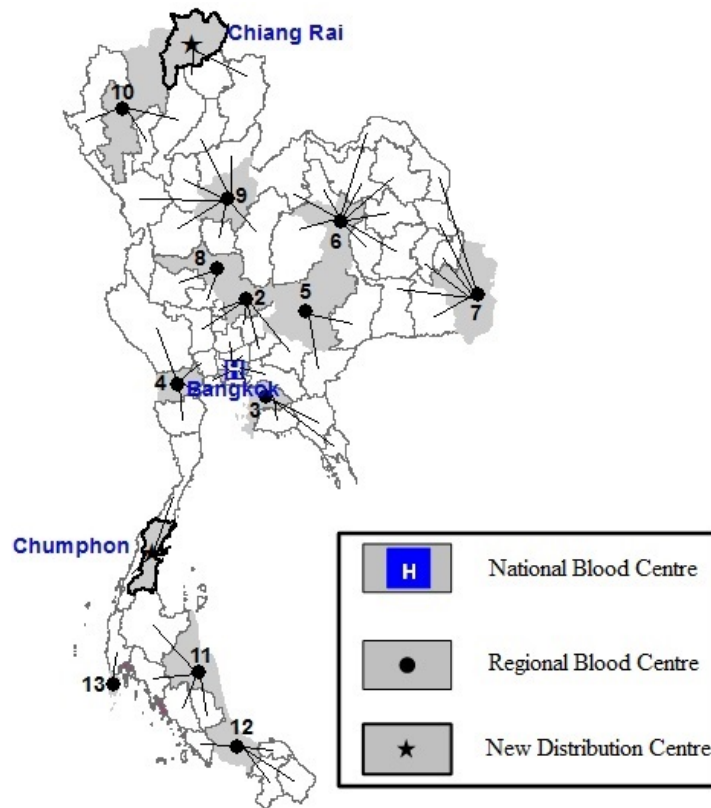 Chiang Rai
10
9
6
8
2
5
7
4
H
Bangkok
3
Chumphon
11
13
12
H
National Blood Centre
Regional Blood Centre
New Distribution Centre